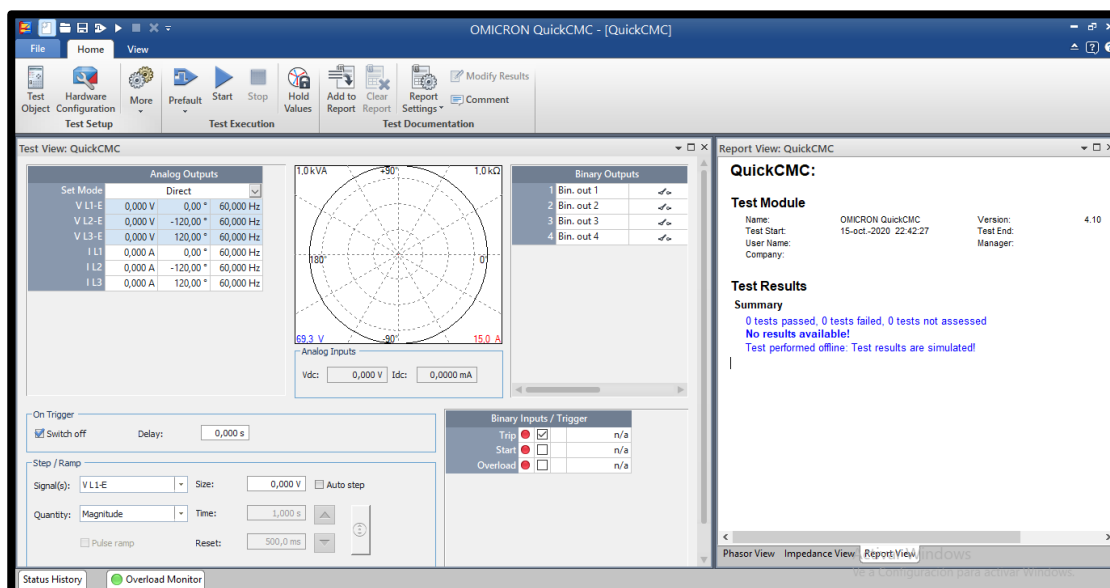 OMICRON QuickCMC - [QuickCMC]
File Home View
Test Object
Hardware Configuration
More
Test Setup
Prefault
Start
Stop
Hold Values
Test Execution
Add to Report
Clear Report
Report Settings
Modify Results
Comment
Test Documentation
Test View: QuickCMC
Analog Outputs
Set Mode Direct
V L1-E 0,000 V 0,00 ° 60,000 Hz
V L2-E 0,000 V -120,00 ° 60,000 Hz
V L3-E 0,000 V 120,00 ° 60,000 Hz
I L1 0,000 A 0,00 ° 60,000 Hz
I L2 0,000 A -120,00 ° 60,000 Hz
I L3 0,000 A 120,00 ° 60,000 Hz
1,0 kVA +90° 1,0 kΩ
180° 0°
69,3 V -90° 15,0 A
Analog Inputs
Vdc: 0,000 V Idc: 0,0000 mA
Binary Outputs
1 Bin. out 1
2 Bin. out 2
3 Bin. out 3
4 Bin. out 4
On Trigger
Switch off Delay: 0,000 s
Step / Ramp
Signal(s): V L1-E Size: 0,000 V Auto step
Quantity: Magnitude Time: 1,000 s
Pulse ramp Reset: 500,0 ms
Binary Inputs / Trigger
Trip n/a
Start n/a
Overload n/a
Report View: QuickCMC
QuickCMC:
Test Module
Name: OMICRON QuickCMC Version: 4.10
Test Start: 15-oct.-2020 22:42:27 Test End:
User Name: Manager:
Company:
Test Results
Summary
0 tests passed, 0 tests failed, 0 tests not assessed
No results available!
Test performed offline: Test results are simulated!
Phasor View Impedance View Report View
Activar Windows
Ve a Configuración para activar Windows.
Status History Overload Monitor